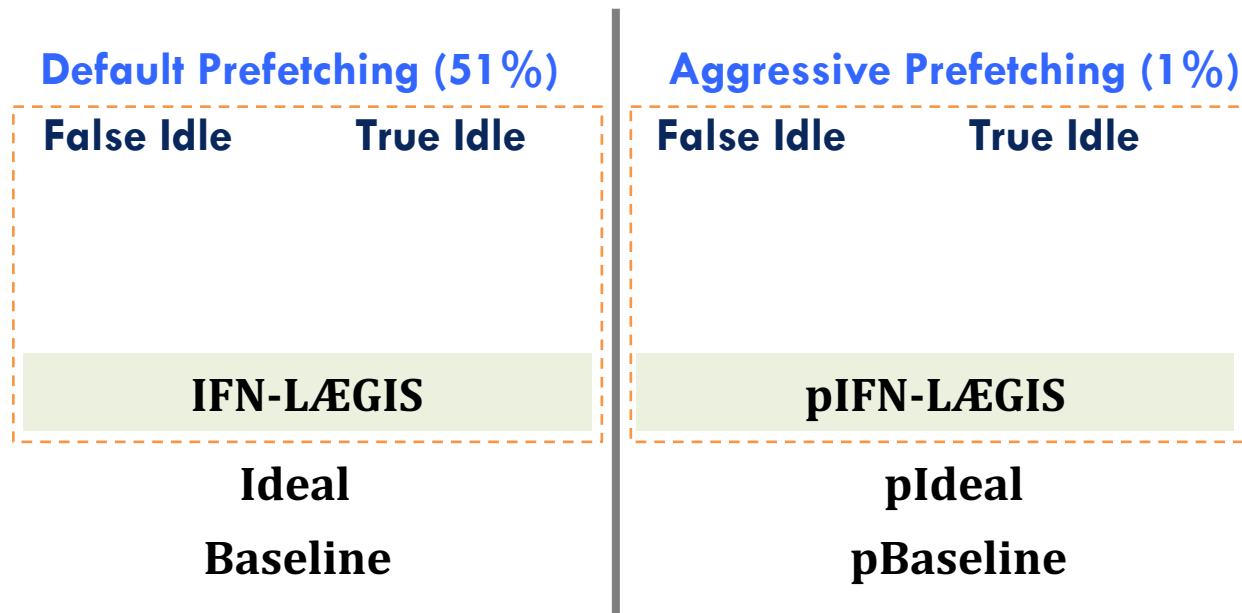 Default Prefetching (51%)
False Idle True Idle
IFN-LÆGIS
Ideal
Baseline
Aggressive Prefetching (1%)
False Idle True Idle
pIFN-LÆGIS
pIdeal
pBaseline